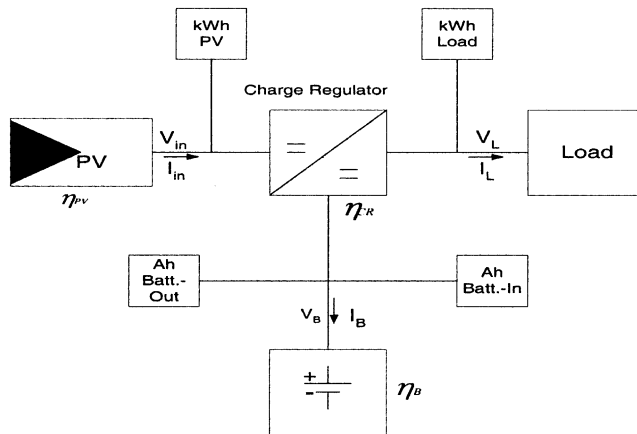 kWh
PV
kWh
Load
Charge Regulator
PV
V_in
I_in
=
=
V_L
I_L
Load
η_PV
η_CR
Ah
Batt.-
Out
Ah
Batt.-In
V_B
I_B
+
-
η_B